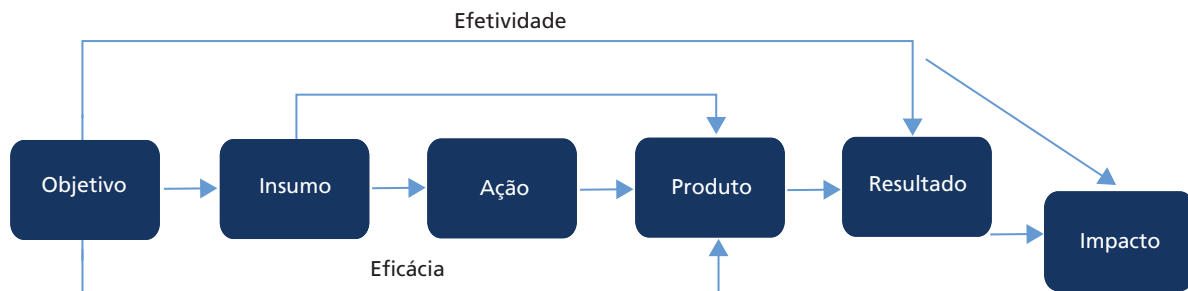 Efetividade
Objetivo
Insumo
Ação
Produto
Resultado
Impacto
Eficácia